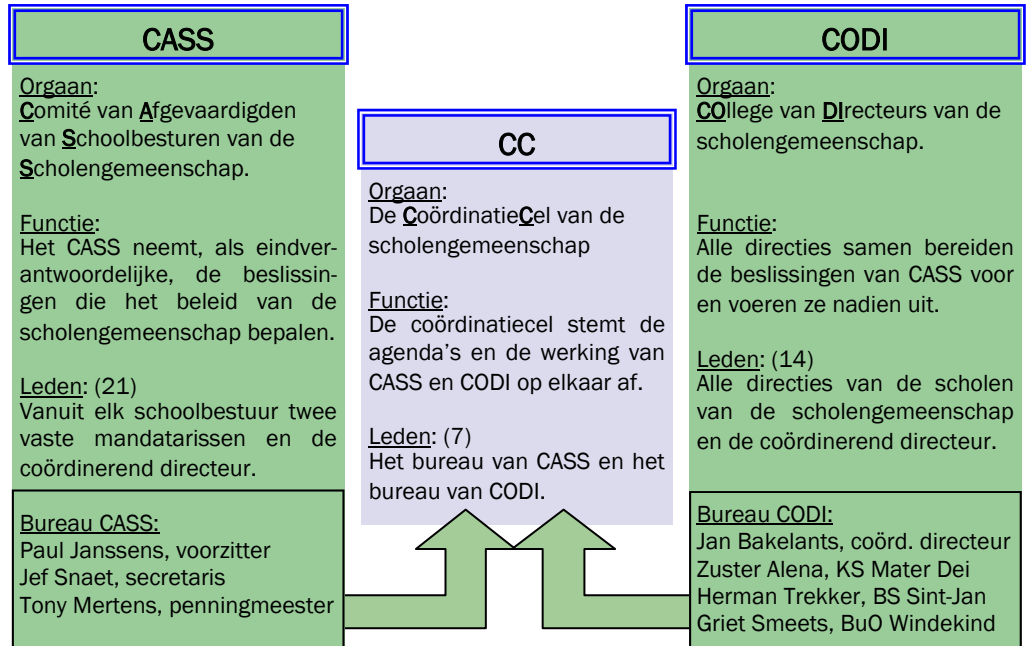 CASS
Orgaan:
Comité van Afgevaardigden
van Schoolbesturen van de
Scholengemeenschap.
Functie:
Het CASS neemt, als eindver-
antwoordelijke, de beslissin-
gen die het beleid van de
scholengemeenschap bepalen.
Leden: (21)
Vanuit elk schoolbestuur twee
vaste mandatarissen en de
coördinerend directeur.
Bureau CASS:
Paul Janssens, voorzitter
Jef Snaet, secretaris
Tony Mertens, penningmeester
CC
Orgaan:
De CoördinatieCel van de
scholengemeenschap
Functie:
De coördinatiecel stemt de
agenda's en de werking van
CASS en CODI op elkaar af.
Leden: (7)
Het bureau van CASS en het
bureau van CODI.
CODI
Orgaan:
COllege van DIrecteurs van de
scholengemeenschap.
Functie:
Alle directies samen bereiden
de beslissingen van CASS voor
en voeren ze nadien uit.
Leden: (14)
Alle directies van de scholen
van de scholengemeenschap
en de coördinerend directeur.
Bureau CODI:
Jan Bakelants, coörd. directeur
Zuster Alena, KS Mater Dei
Herman Trekker, BS Sint-Jan
Griet Smeets, BuO Windekind